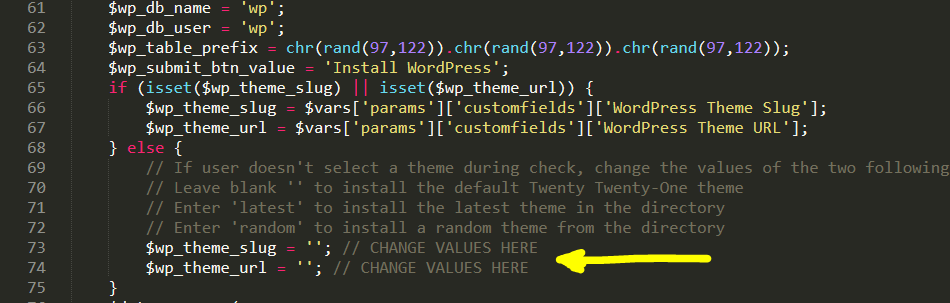 61 $wp_db_name = 'wp';
62 $wp_db_user = 'wp';
63 $wp_table_prefix = chr(rand(97,122)).chr(rand(97,122)).chr(rand(97,122));
64 $wp_submit_btn_value = 'Install WordPress';
65 if (isset($wp_theme_slug) || isset($wp_theme_url)) {
66 $wp_theme_slug = $vars['params']['customfields']['WordPress Theme Slug'];
67 $wp_theme_url = $vars['params']['customfields']['WordPress Theme URL'];
68 } else {
69 // If user doesn't select a theme during check, change the values of the two following
70 // Leave blank '' to install the default Twenty Twenty-One theme
71 // Enter 'latest' to install the latest theme in the directory
72 // Enter 'random' to install a random theme from the directory
73 $wp_theme_slug = ''; // CHANGE VALUES HERE
74 $wp_theme_url = ''; // CHANGE VALUES HERE
75 }